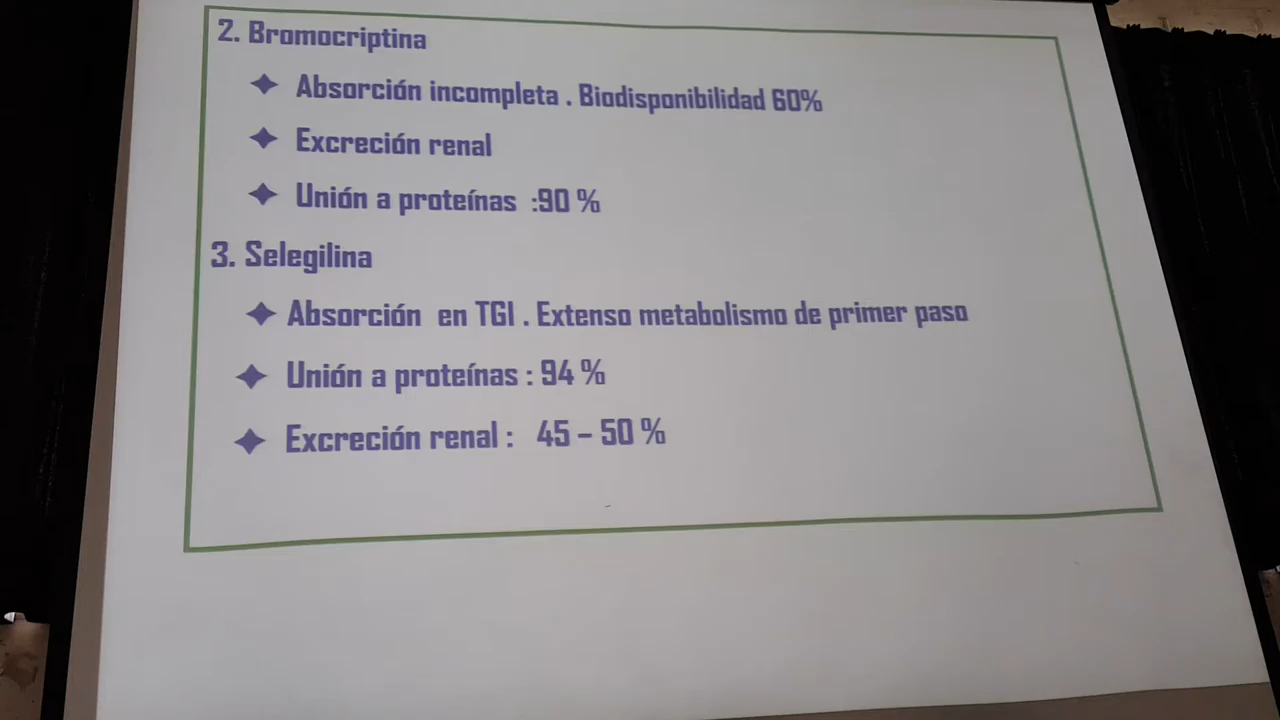 2. Bromocriptina
Absorción incompleta . Biodisponibilidad 60%
Excreción renal
Unión a proteínas :90 %
3. Selegilina
Absorción en TGI . Extenso metabolismo de primer paso
Unión a proteínas : 94 %
Excreción renal : 45 – 50 %